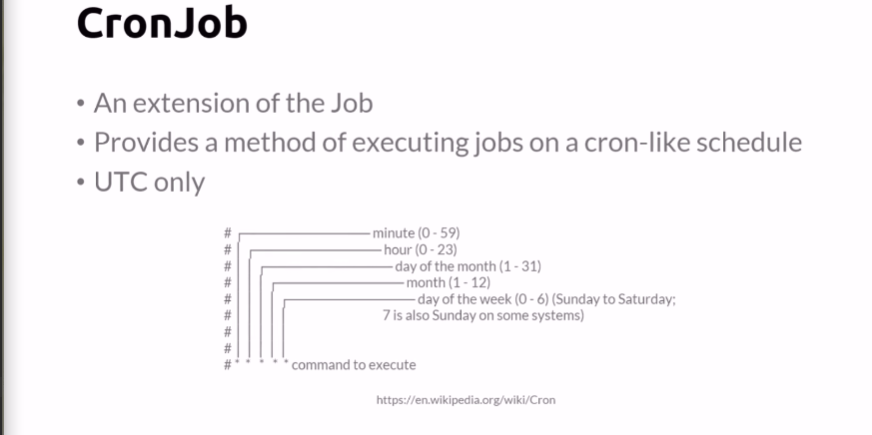 CronJob
• An extension of the Job
• Provides a method of executing jobs on a cron-like schedule
• UTC only
# minute (0 - 59)
# hour (0 - 23)
# day of the month (1 - 31)
# month (1 - 12)
# day of the week (0 - 6) (Sunday to Saturday;
# 7 is also Sunday on some systems)
#
#
# * * * * * command to execute
https://en.wikipedia.org/wiki/Cron